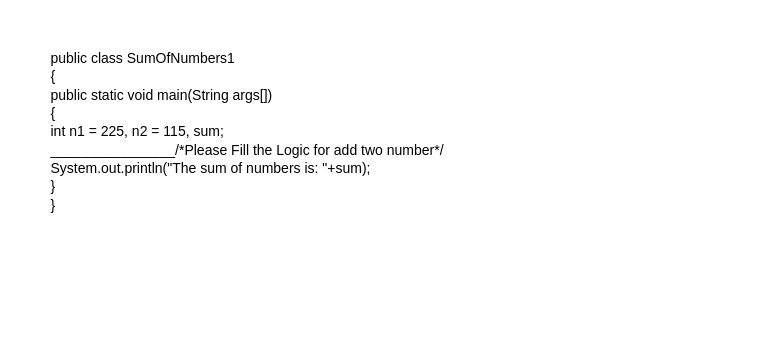 public class SumOfNumbers1
{
public static void main(String args[])
{
int n1 = 225, n2 = 115, sum;
________________/*Please Fill the Logic for add two number*/
System.out.println("The sum of numbers is: "+sum);
}
}